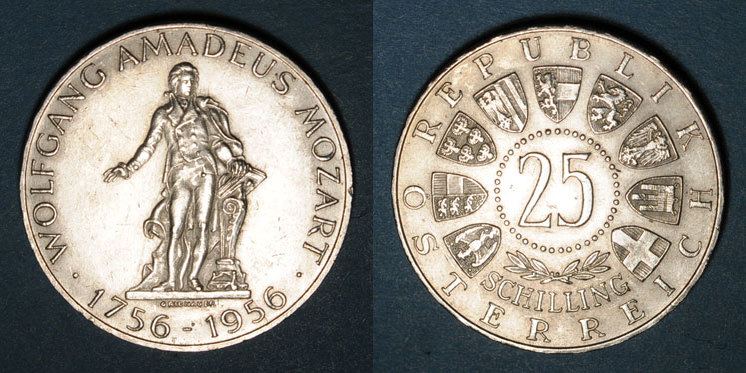 · WOLFGANG AMADEUS MOZART ·
1756 - 1956
REPUBLIK
ÖSTERREICH
25
SCHILLING